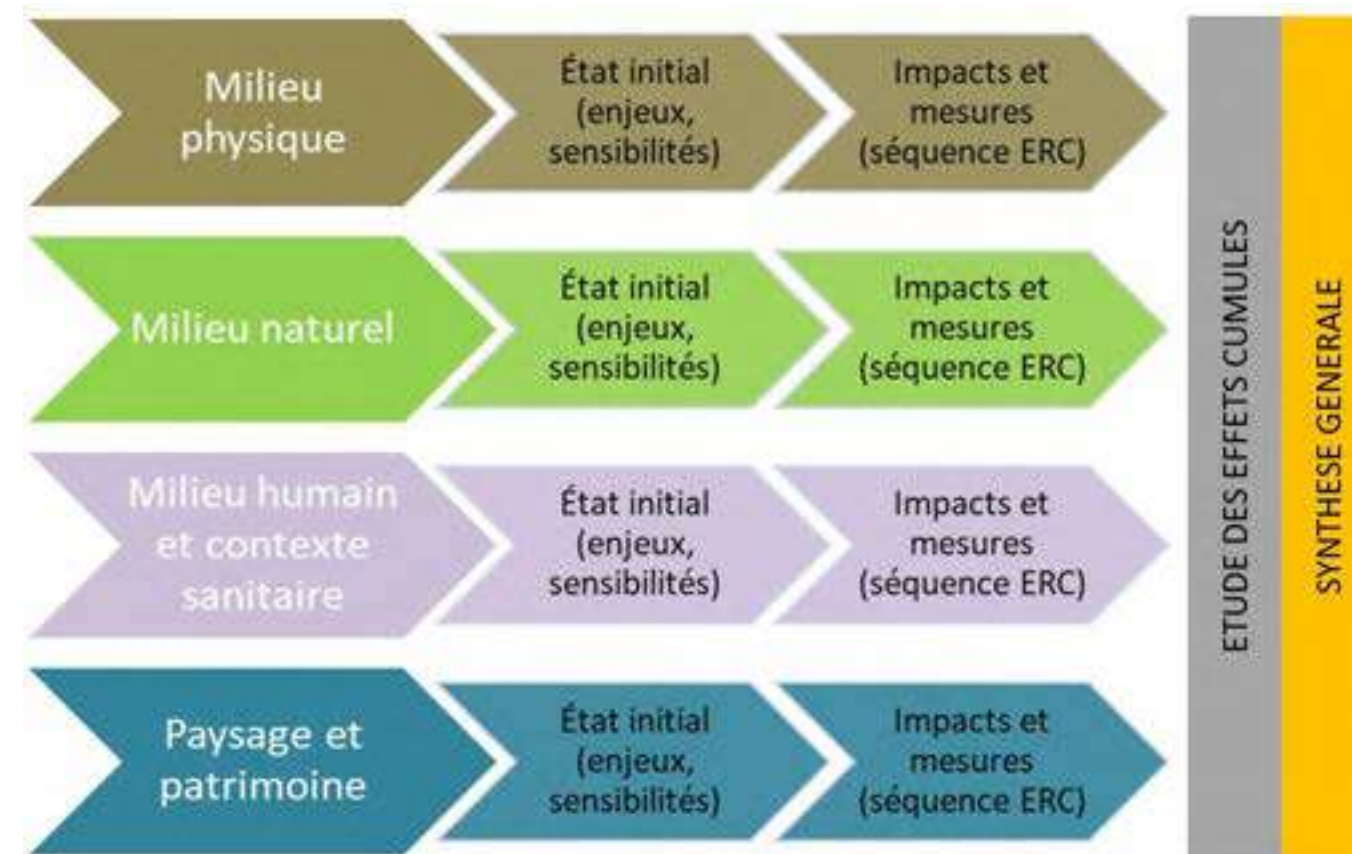 Milieu
physique
État initial
(enjeux,
sensibilités)
Impacts et
mesures
(séquence ERC)
Milieu naturel
État initial
(enjeux,
sensibilités)
Impacts et
mesures
(séquence ERC)
Milieu humain
et contexte
sanitaire
État initial
(enjeux,
sensibilités)
Impacts et
mesures
(séquence ERC)
Paysage et
patrimoine
État initial
(enjeux,
sensibilités)
Impacts et
mesures
(séquence ERC)
ETUDE DES EFFETS CUMULES
SYNTHESE GENERALE